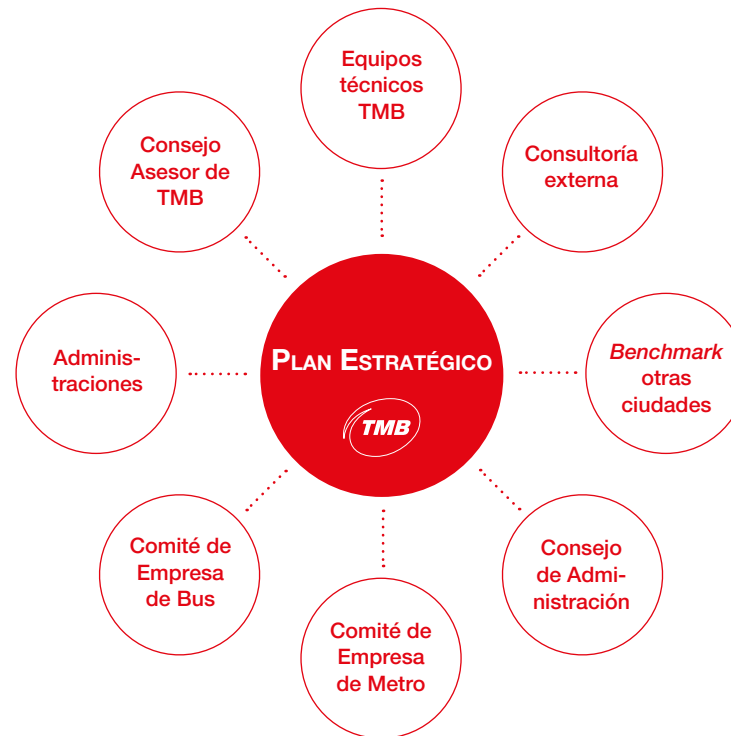 Equipos
técnicos
TMB
Consejo
Asesor de
TMB
Consultoría
externa
Adminis-
traciones
PLAN ESTRATÉGICO
TMB
Benchmark
otras
ciudades
Comité de
Empresa
de Bus
Consejo
de Admi-
nistración
Comité de
Empresa
de Metro